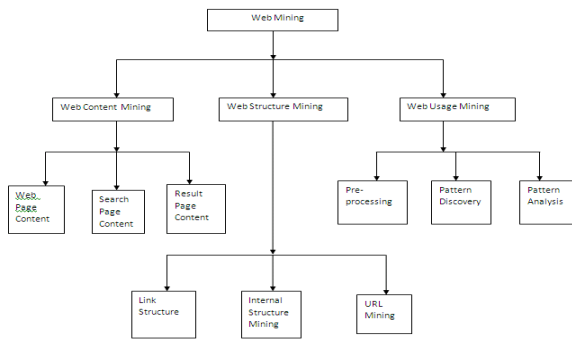 Web Mining
Web Content Mining
Web Structure Mining
Web Usage Mining
Web
Page
Content
Search
Page
Content
Result
Page
Content
Pre-
processing
Pattern
Discovery
Pattern
Analysis
Link
Structure
Internal
Structure
Mining
URL
Mining